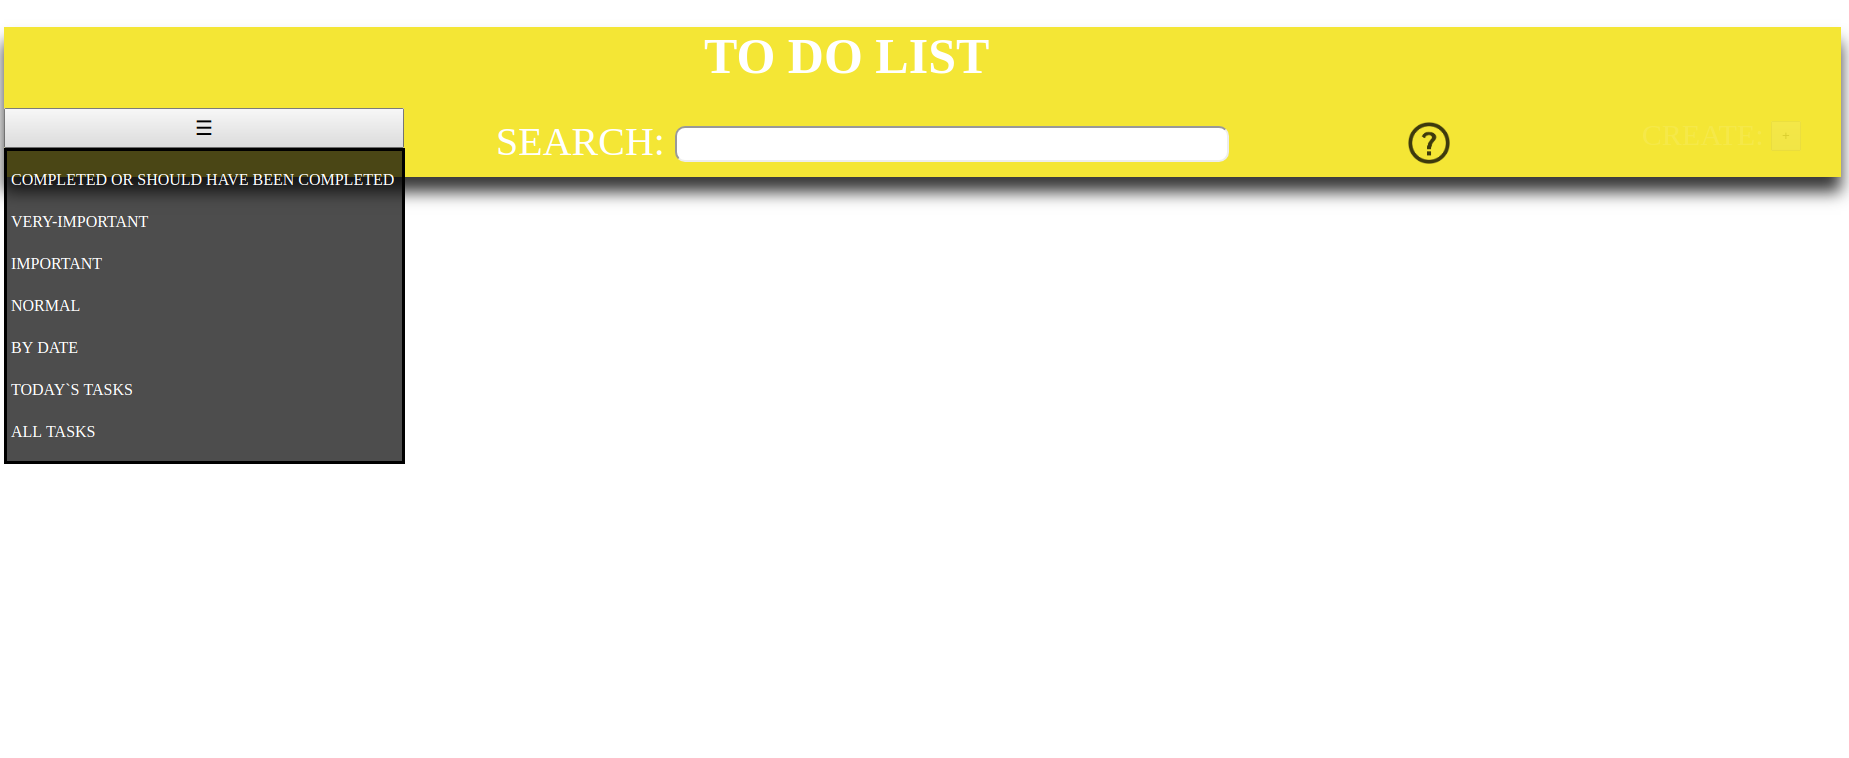 TO DO LIST
☰
SEARCH:
?
CREATE: +
COMPLETED OR SHOULD HAVE BEEN COMPLETED
VERY-IMPORTANT
IMPORTANT
NORMAL
BY DATE
TODAY`S TASKS
ALL TASKS